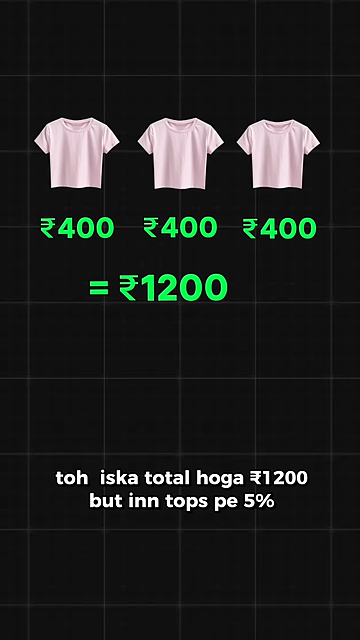 ₹400 ₹400 ₹400
= ₹1200
toh iska total hoga ₹1200
but inn tops pe 5%